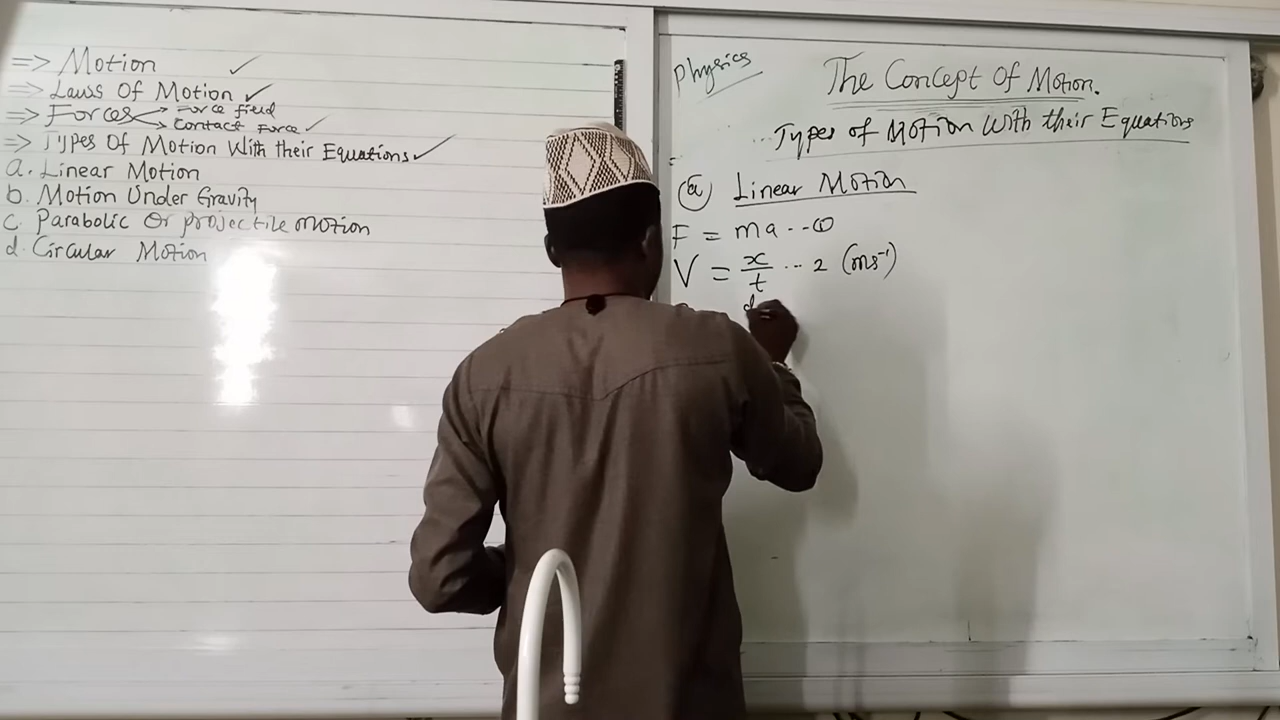 => Motion ✓
=> Laws Of Motion ✓
=> Forces → Force field
→ Contact Force ✓
=> Types Of Motion With their Equations ✓
a. Linear Motion
b. Motion Under Gravity
c. Parabolic Or projectile motion
d. Circular Motion
Physics
The Concept Of Motion.
Types of Motion With their Equations
(a) Linear Motion
F = ma -- ①
V = x/t -- 2 (ms⁻¹)
d